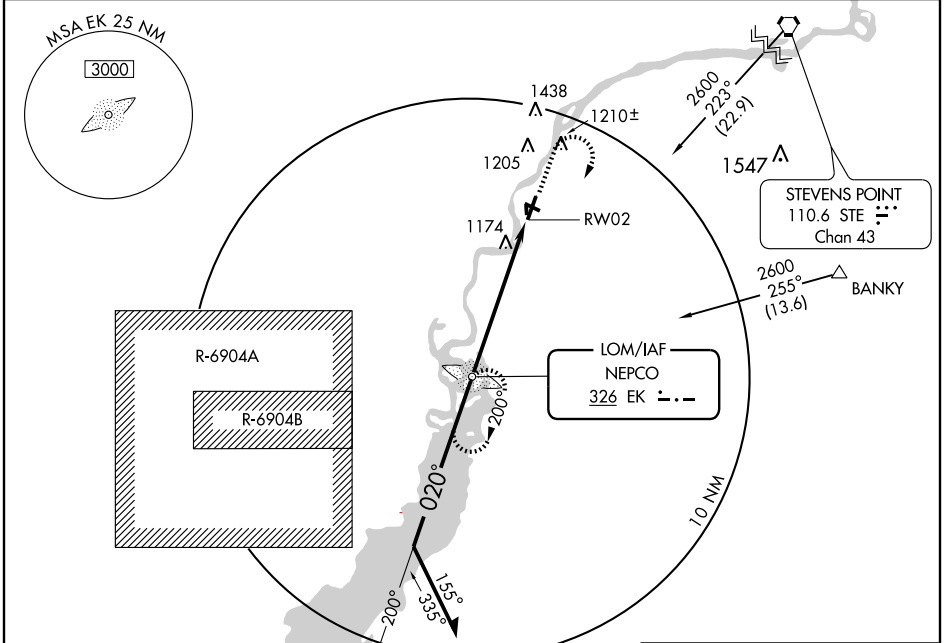 MSA EK 25 NM
3000
1438
1210±
1205
2600
223°
(22.9)
1547
STEVENS POINT
110.6 STE
Chan 43
RW02
1174
2600
255°
(13.6)
BANKY
R-6904A
R-6904B
LOM/IAF
NEPCO
326 EK
200°
020°
10 NM
155°
335°
200°